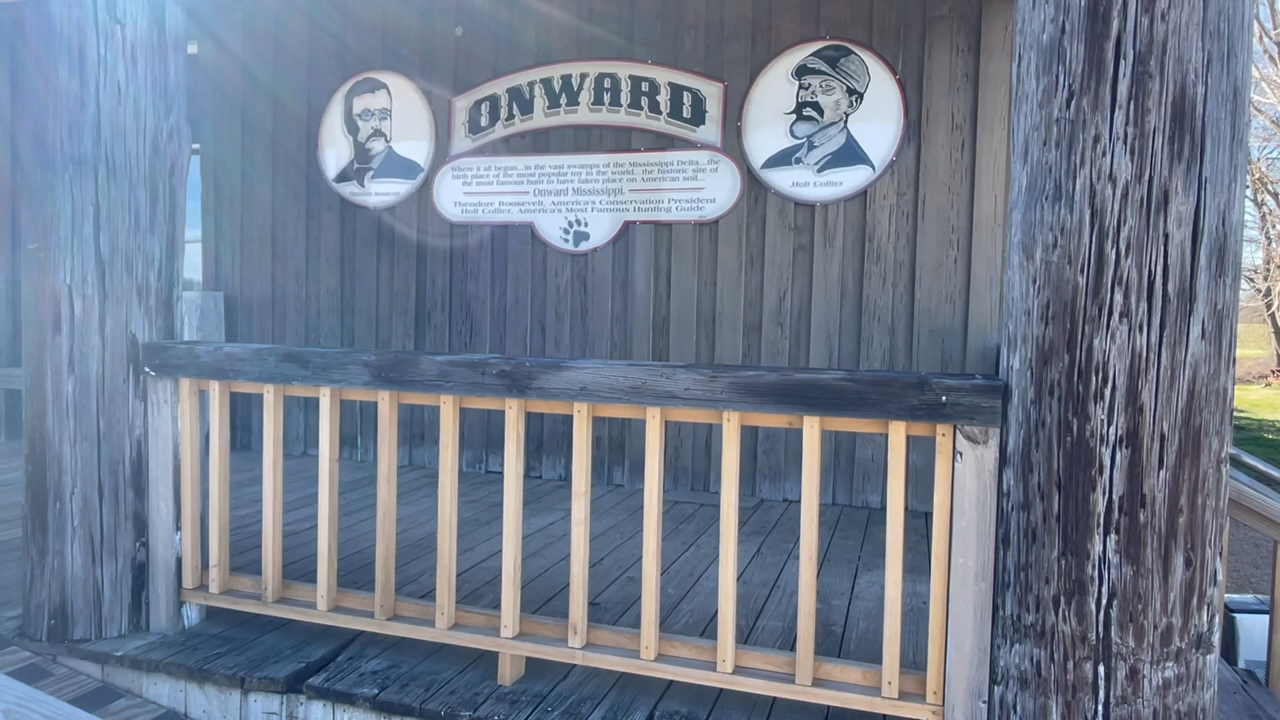 ONWARD
Where it all began...in the vast swamps of the Mississippi Delta...the
birth place of the most popular toy in the world...the historic site of
the most famous hunt to have taken place on American soil...
Onward Mississippi.
Theodore Roosevelt, America's Conservation President
Holt Collier, America's Most Famous Hunting Guide
Theodore Roosevelt
Holt Collier